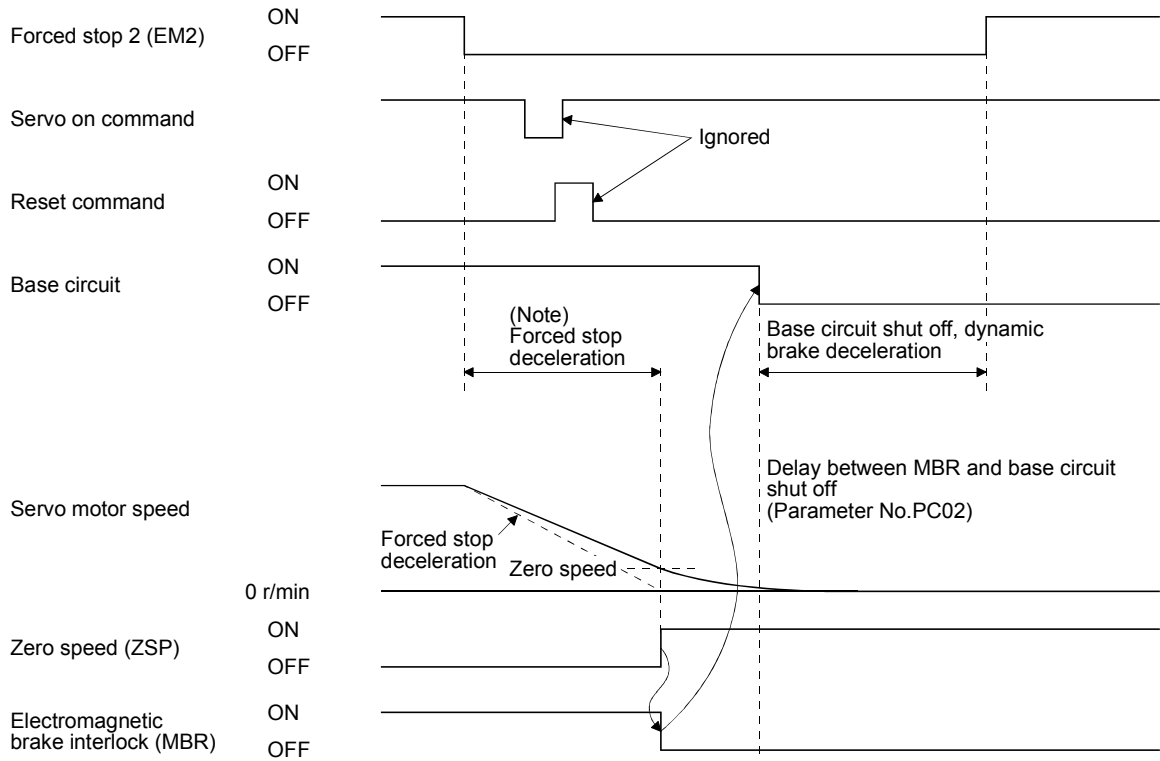 Forced stop 2 (EM2)
ON
OFF
Servo on command
Ignored
Reset command
ON
OFF
Base circuit
ON
OFF
(Note)
Forced stop
deceleration
Base circuit shut off, dynamic
brake deceleration
Delay between MBR and base circuit
shut off
(Parameter No.PC02)
Servo motor speed
Forced stop
deceleration
Zero speed
0 r/min
Zero speed (ZSP)
ON
OFF
Electromagnetic
brake interlock (MBR)
ON
OFF